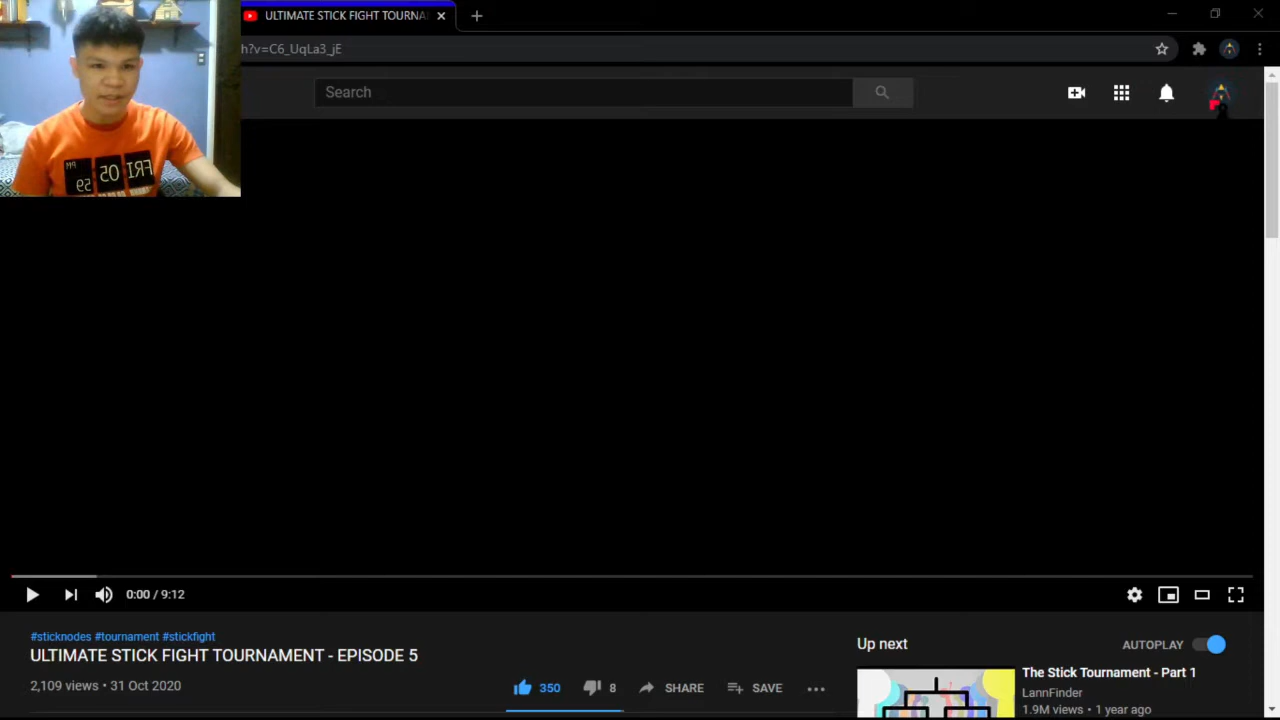 ULTIMATE STICK FIGHT TOURNA
h?v=C6_UqLa3_jE
Search
PM
59
05
FRI
0:00 / 9:12
#sticknodes #tournament #stickfight
ULTIMATE STICK FIGHT TOURNAMENT - EPISODE 5
2,109 views • 31 Oct 2020
350
8
SHARE
SAVE
Up next
AUTOPLAY
The Stick Tournament - Part 1
LannFinder
1.9M views • 1 year ago